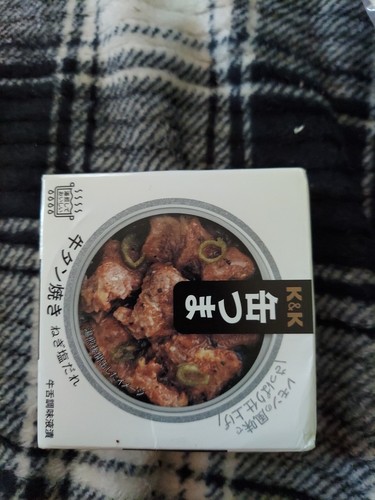 K&K
缶つま
レモンの風味で
さっぱり仕上げ
牛タン焼き ねぎ塩だれ
牛舌調味液漬